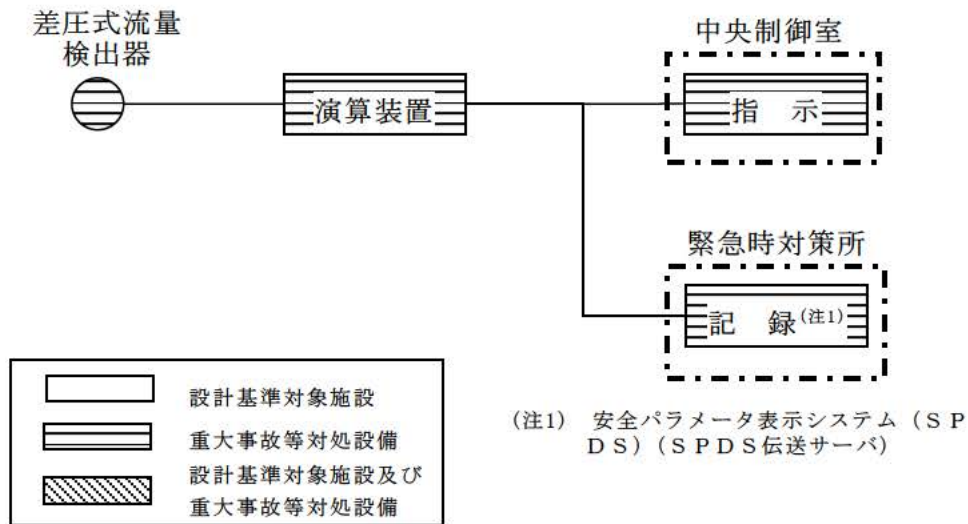 差圧式流量
検出器
演算装置
中央制御室
指　示
緊急時対策所
記　録(注1)
設計基準対象施設
重大事故等対処設備
設計基準対象施設及び
重大事故等対処設備
(注1)　安全パラメータ表示システム（ＳＰ
ＤＳ）（ＳＰＤＳ伝送サーバ）